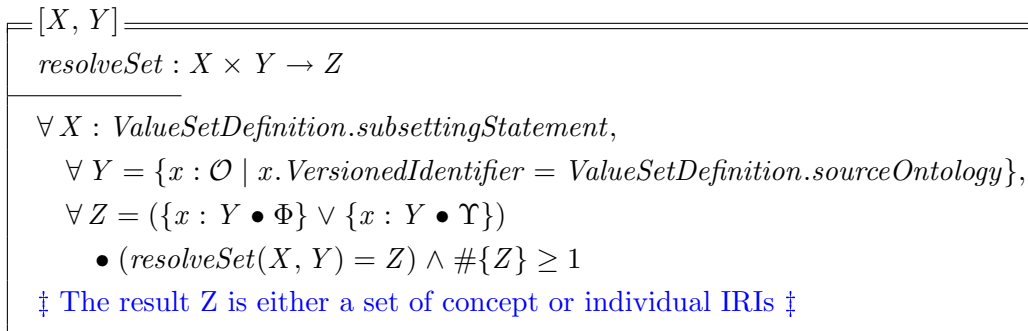 [X, Y]
resolveSet : X × Y → Z
∀ X : ValueSetDefinition.subsettingStatement,
∀ Y = {x : 𝒪 | x.VersionedIdentifier = ValueSetDefinition.sourceOntology},
∀ Z = ({x : Y • Φ} ∨ {x : Y • ϒ})
• (resolveSet(X, Y) = Z) ∧ #{Z} ≥ 1
‡ The result Z is either a set of concept or individual IRIs ‡